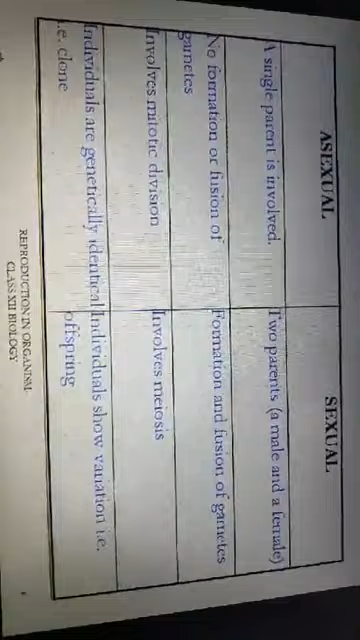 ASEXUAL SEXUAL
A single parent is involved. Two parents (a male and a female)
No formation or fusion of Formation and fusion of gametes
gametes
Involves mitotic division Involves meiosis
Individuals are genetically identical Individuals show variation i.e.
i.e. clone offspring
REPRODUCTION IN ORGANISM-
CLASS XII BIOLOGY